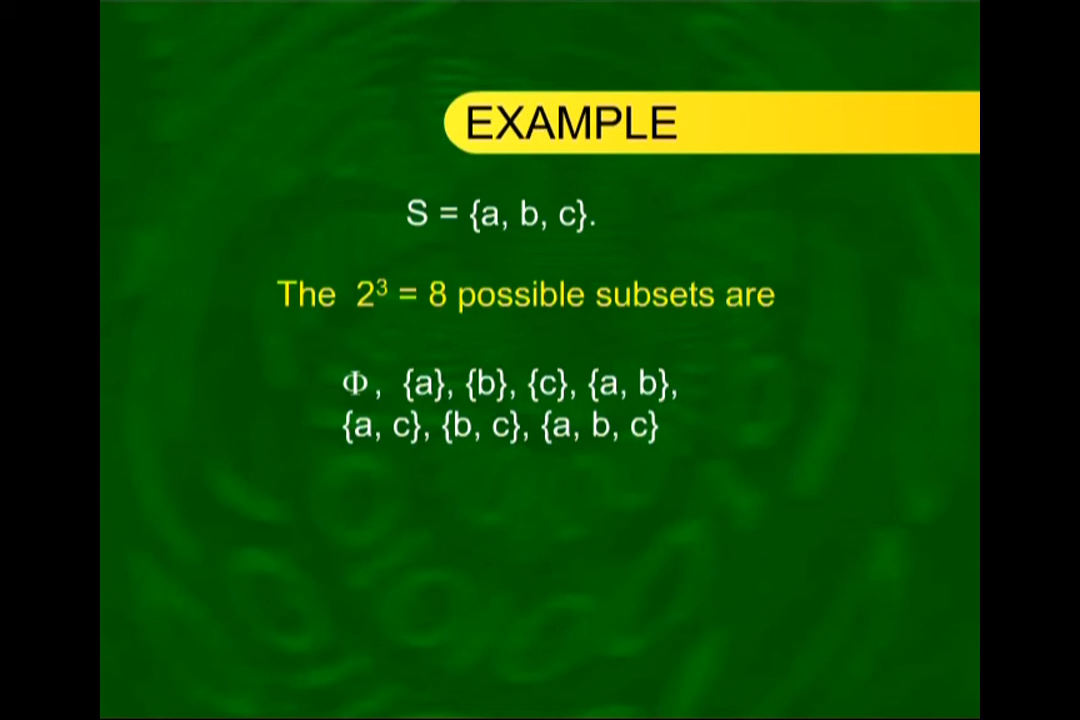 EXAMPLE
S = {a, b, c}.
The 2³ = 8 possible subsets are
Φ, {a}, {b}, {c}, {a, b},
{a, c}, {b, c}, {a, b, c}